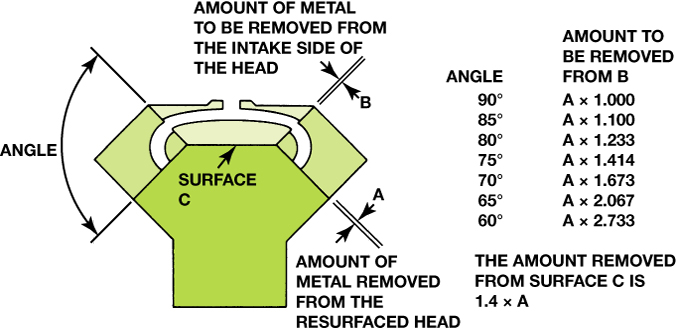 AMOUNT OF METAL
TO BE REMOVED FROM
THE INTAKE SIDE OF
THE HEAD
B
ANGLE
SURFACE
C
A
AMOUNT OF
METAL REMOVED
FROM THE
RESURFACED HEAD
AMOUNT TO
BE REMOVED
ANGLE FROM B
90° A × 1.000
85° A × 1.100
80° A × 1.233
75° A × 1.414
70° A × 1.673
65° A × 2.067
60° A × 2.733
THE AMOUNT REMOVED
FROM SURFACE C IS
1.4 × A